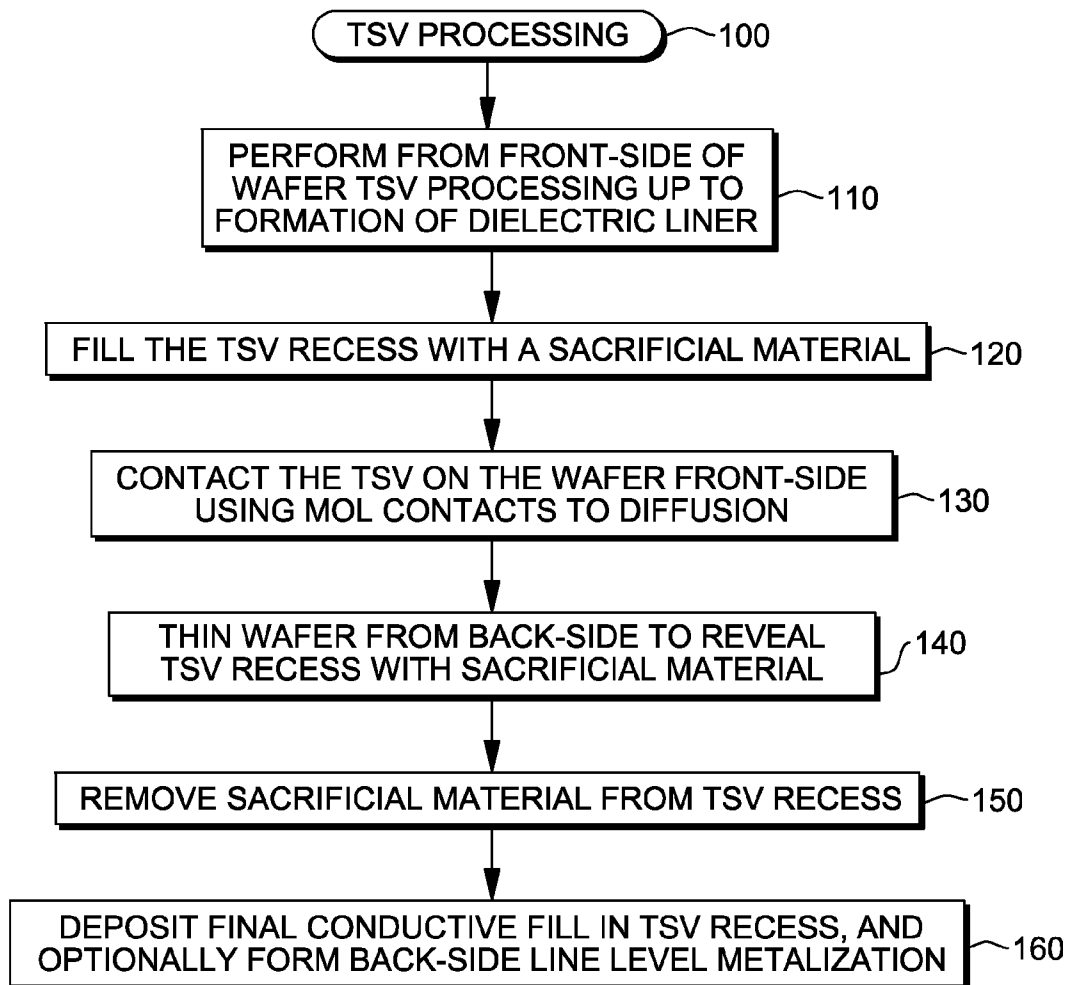 TSV PROCESSING
100
PERFORM FROM FRONT-SIDE OF
WAFER TSV PROCESSING UP TO
FORMATION OF DIELECTRIC LINER
110
FILL THE TSV RECESS WITH A SACRIFICIAL MATERIAL
120
CONTACT THE TSV ON THE WAFER FRONT-SIDE
USING MOL CONTACTS TO DIFFUSION
130
THIN WAFER FROM BACK-SIDE TO REVEAL
TSV RECESS WITH SACRIFICIAL MATERIAL
140
REMOVE SACRIFICIAL MATERIAL FROM TSV RECESS
150
DEPOSIT FINAL CONDUCTIVE FILL IN TSV RECESS, AND
OPTIONALLY FORM BACK-SIDE LINE LEVEL METALIZATION
160